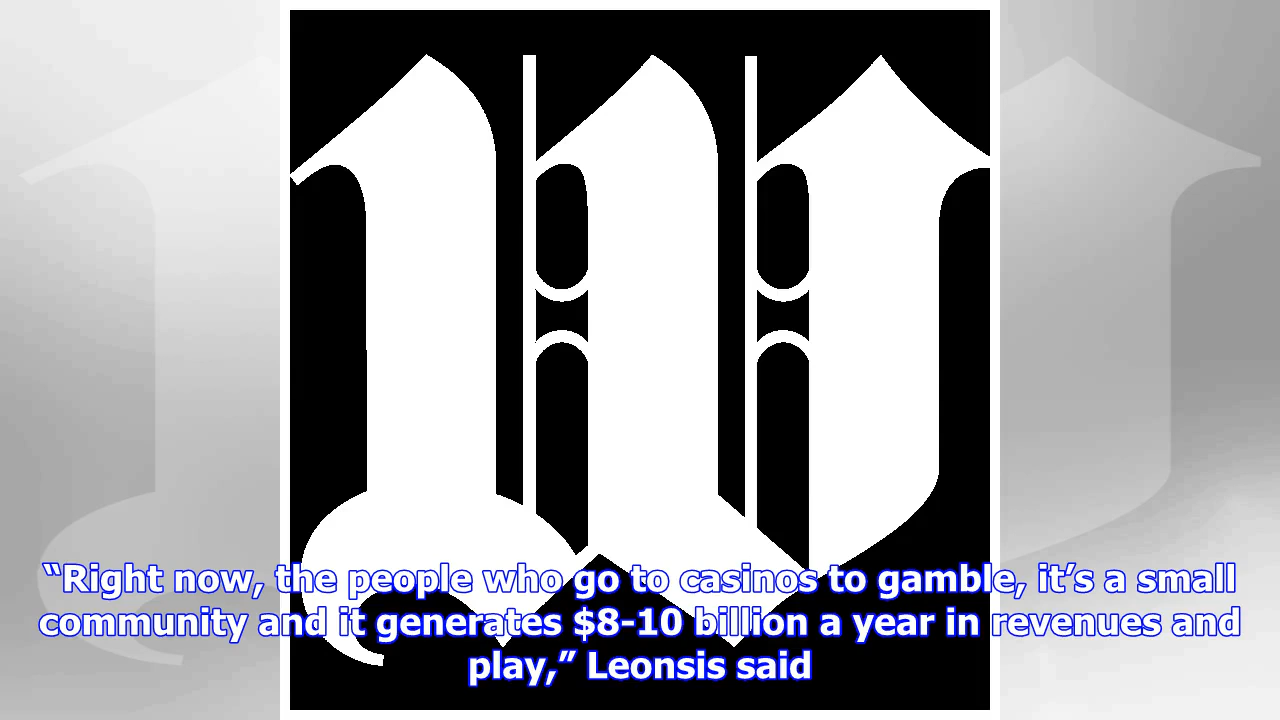 “Right now, the people who go to casinos to gamble, it’s a small
community and it generates $8-10 billion a year in revenues and
play,” Leonsis said